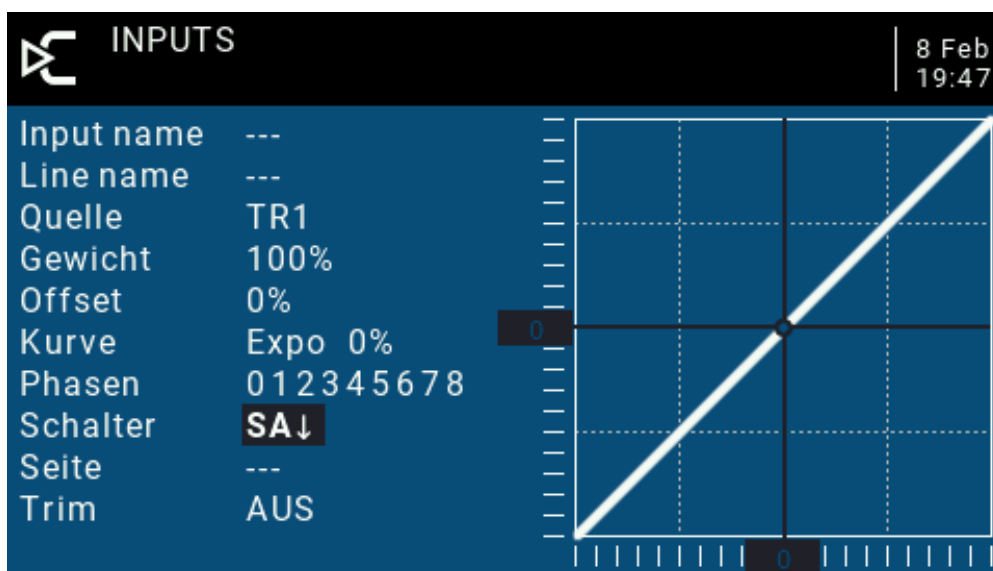 INPUTS
8 Feb
19:47
Input name ---
Line name ---
Quelle TR1
Gewicht 100%
Offset 0%
Kurve Expo 0%
Phasen 012345678
Schalter SA↓
Seite ---
Trim AUS
0
0